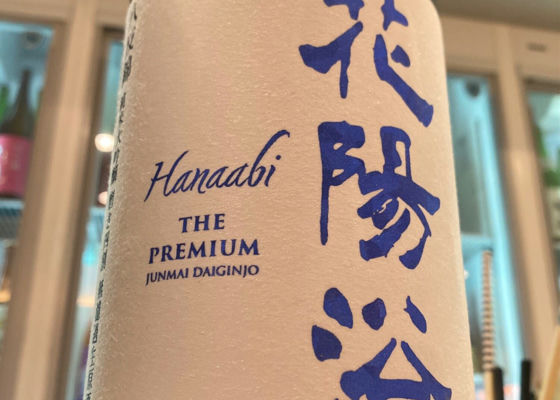 花陽浴
Hanaabi
THE
PREMIUM
JUNMAI DAIGINJO